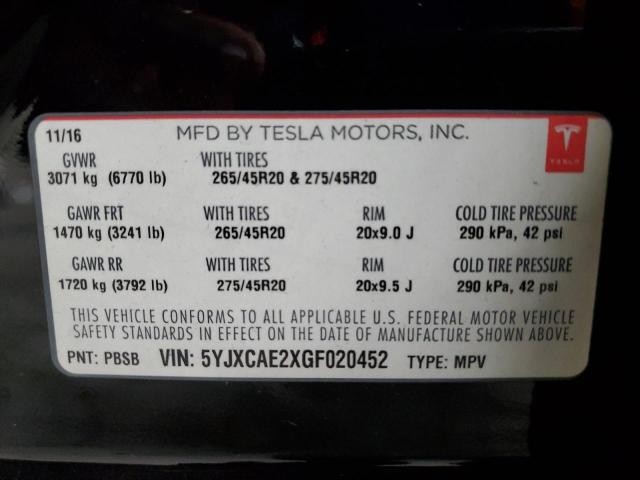 11/16 MFD BY TESLA MOTORS, INC.
TESLA
GVWR WITH TIRES
3071 kg (6770 lb) 265/45R20 & 275/45R20
GAWR FRT WITH TIRES RIM COLD TIRE PRESSURE
1470 kg (3241 lb) 265/45R20 20x9.0 J 290 kPa, 42 psi
GAWR RR WITH TIRES RIM COLD TIRE PRESSURE
1720 kg (3792 lb) 275/45R20 20x9.5 J 290 kPa, 42 psi
THIS VEHICLE CONFORMS TO ALL APPLICABLE U.S. FEDERAL MOTOR VEHICLE
SAFETY STANDARDS IN EFFECT ON THE DATE OF MANUFACTURE SHOWN ABOVE.
PNT: PBSB VIN: 5YJXCAE2XGF020452 TYPE: MPV